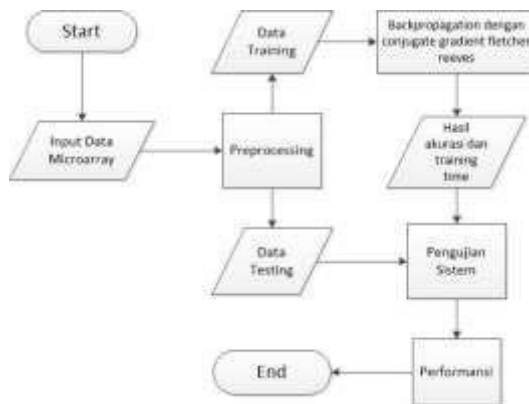 Start
Data
Training
Backpropagation dengan
conjugate gradient fletcher
reeves
Input Data
Microarray
Preprocessing
Hasil
akurasi dan
training
time
Data
Testing
Pengujian
Sistem
End
Performansi